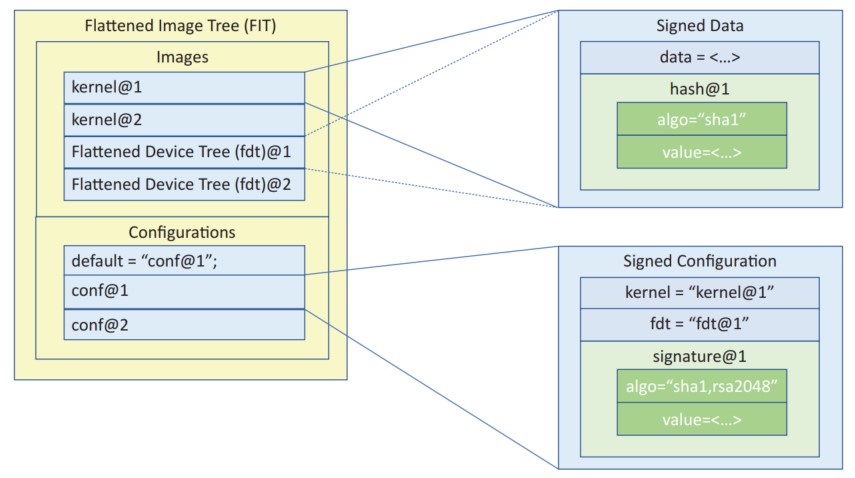 Flattened Image Tree (FIT)
Images
kernel@1
kernel@2
Flattened Device Tree (fdt)@1
Flattened Device Tree (fdt)@2
Configurations
default = “conf@1”;
conf@1
conf@2
Signed Data
data = <...>
hash@1
algo=“sha1”
value=<...>
Signed Configuration
kernel = “kernel@1”
fdt = “fdt@1”
signature@1
algo=“sha1,rsa2048”
value=<...>